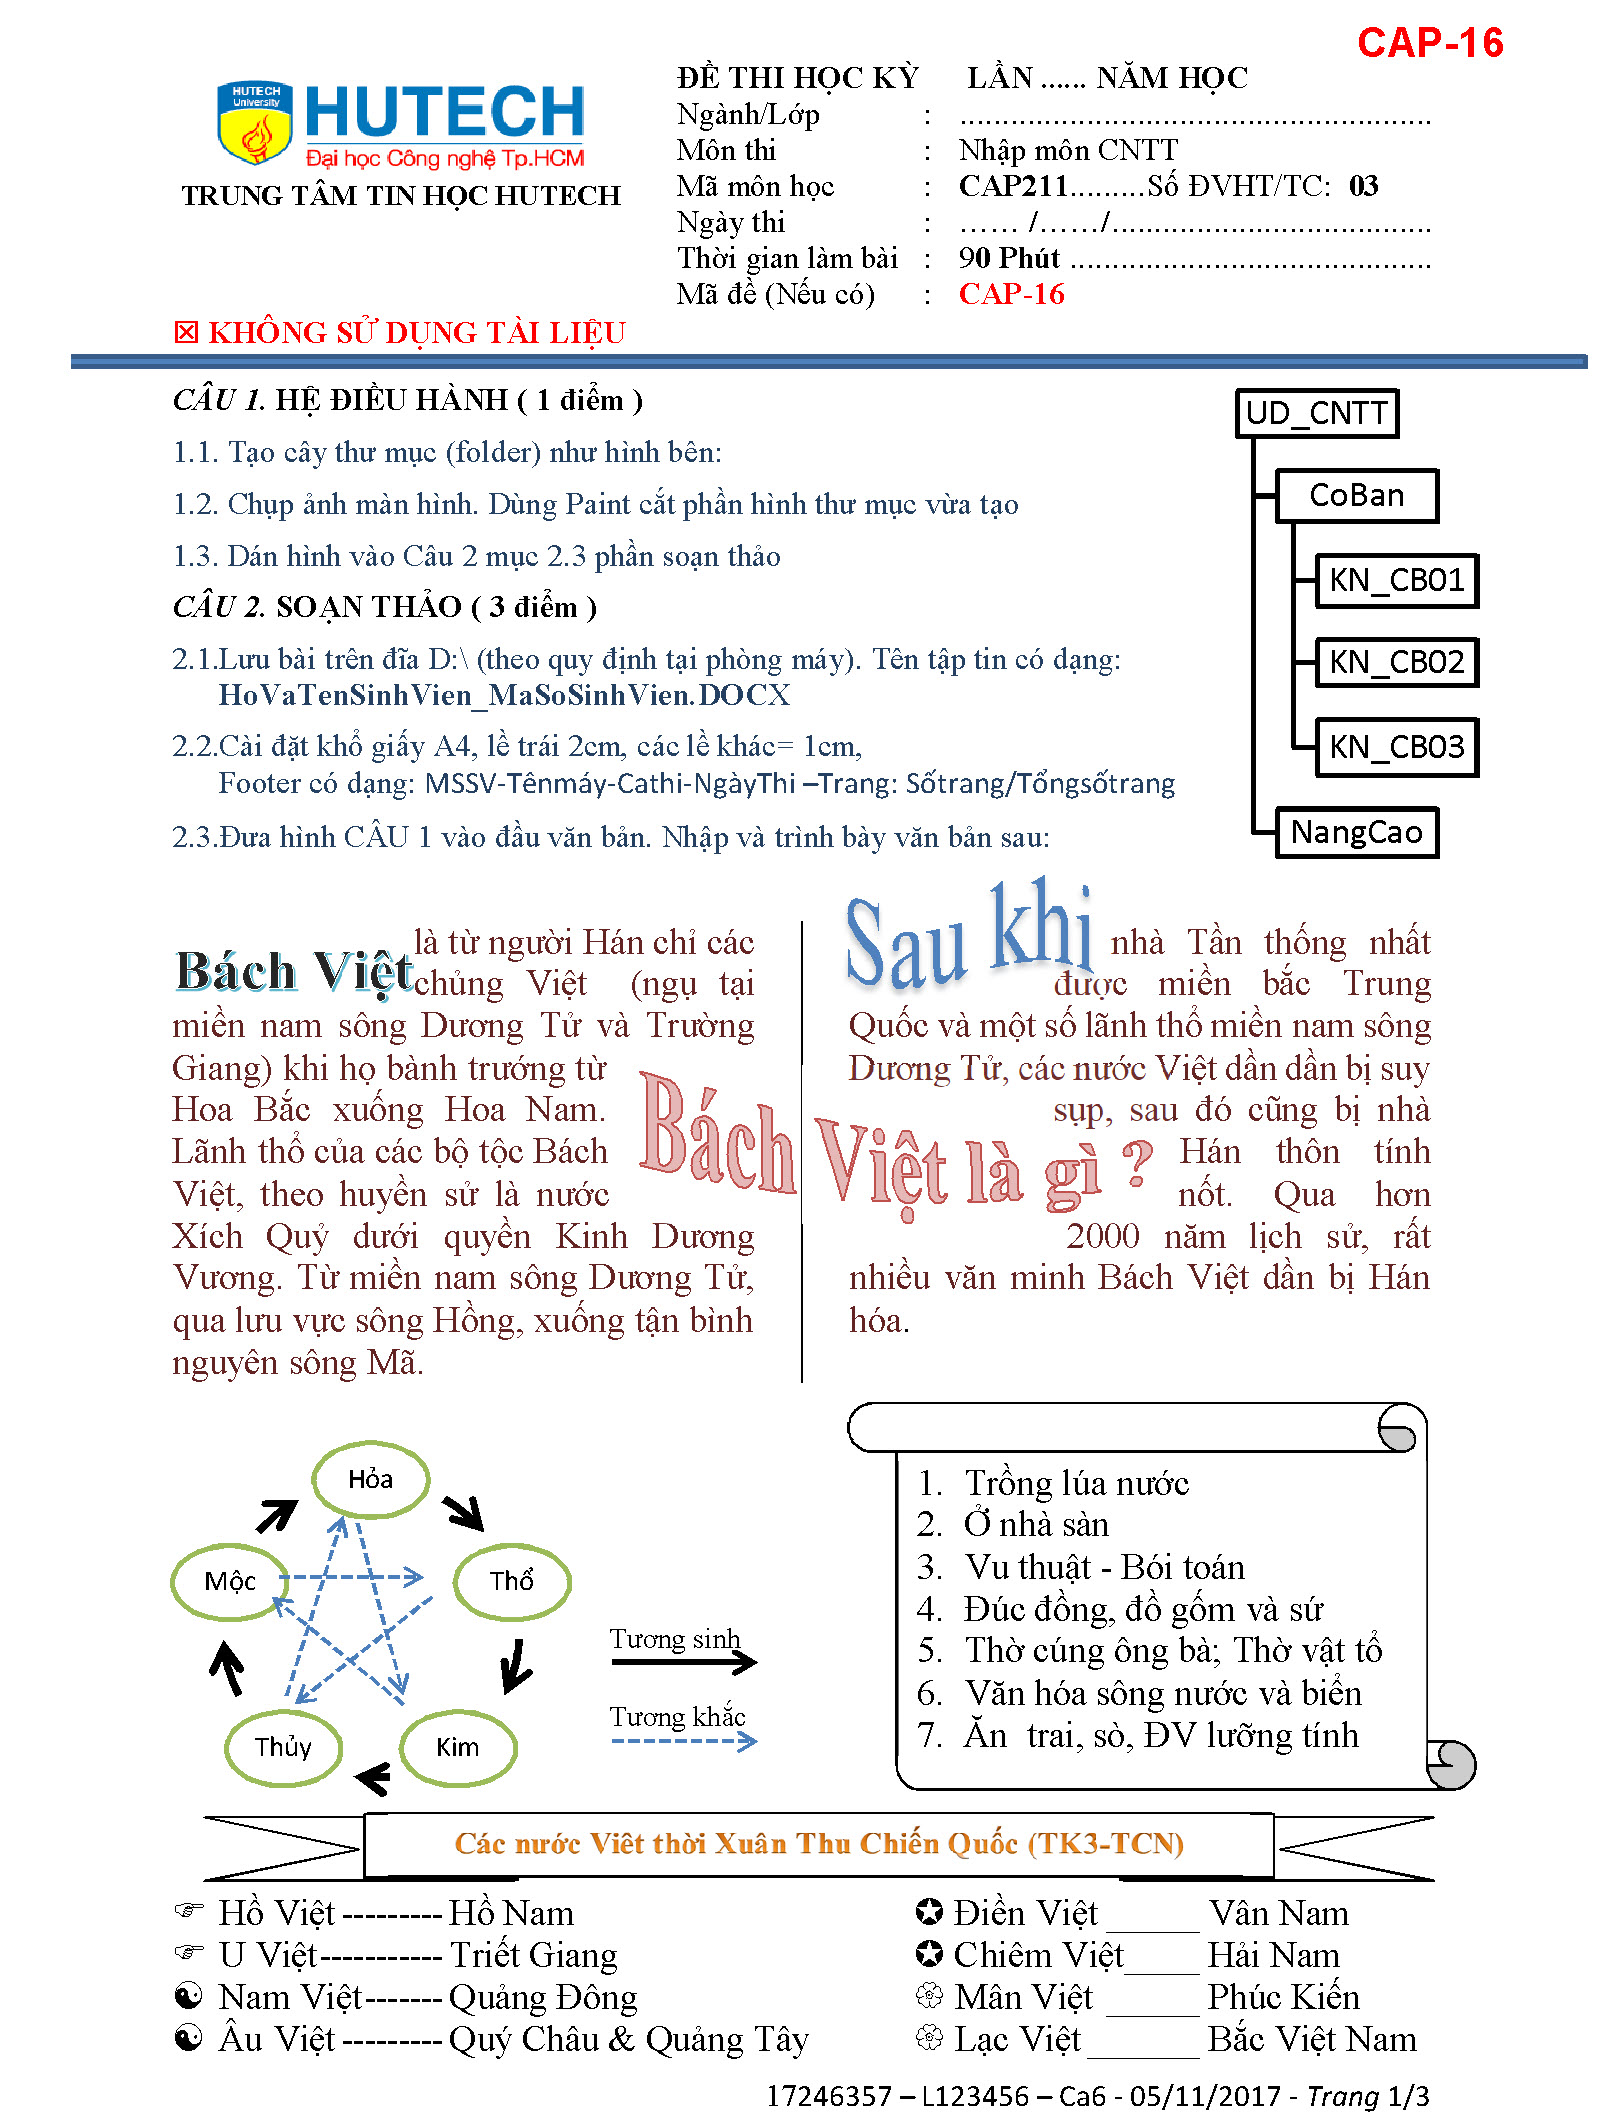 CAP-16
HUTECH
University
HUTECH
Đại học Công nghệ Tp.HCM
TRUNG TÂM TIN HỌC HUTECH
ĐỀ THI HỌC KỲ LẦN ...... NĂM HỌC
Ngành/Lớp : ........................................................
Môn thi : Nhập môn CNTT
Mã môn học : CAP211.........Số ĐVHT/TC: 03
Ngày thi : ...... /....../......................................
Thời gian làm bài : 90 Phút ...........................................
Mã đề (Nếu có) : CAP-16
☒ KHÔNG SỬ DỤNG TÀI LIỆU
CÂU 1. HỆ ĐIỀU HÀNH ( 1 điểm )
1.1. Tạo cây thư mục (folder) như hình bên:
1.2. Chụp ảnh màn hình. Dùng Paint cắt phần hình thư mục vừa tạo
1.3. Dán hình vào Câu 2 mục 2.3 phần soạn thảo
CÂU 2. SOẠN THẢO ( 3 điểm )
2.1.Lưu bài trên đĩa D:\ (theo quy định tại phòng máy). Tên tập tin có dạng:
HoVaTenSinhVien_MaSoSinhVien.DOCX
2.2.Cài đặt khổ giấy A4, lề trái 2cm, các lề khác= 1cm,
Footer có dạng: MSSV-Tênmáy-Cathi-NgàyThi –Trang: Sốtrang/Tổngsốtrang
2.3.Đưa hình CÂU 1 vào đầu văn bản. Nhập và trình bày văn bản sau:
UD_CNTT
CoBan
KN_CB01
KN_CB02
KN_CB03
NangCao
Bách Việt
là từ người Hán chỉ các
chủng Việt (ngụ tại
miền nam sông Dương Tử và Trường
Giang) khi họ bành trướng từ
Hoa Bắc xuống Hoa Nam.
Lãnh thổ của các bộ tộc Bách
Việt, theo huyền sử là nước
Xích Quỷ dưới quyền Kinh Dương
Vương. Từ miền nam sông Dương Tử,
qua lưu vực sông Hồng, xuống tận bình
nguyên sông Mã.
Bách Việt là gì ?
Sau khi
nhà Tần thống nhất
được miền bắc Trung
Quốc và một số lãnh thổ miền nam sông
Dương Tử, các nước Việt dần dần bị suy
sụp, sau đó cũng bị nhà
Hán thôn tính
nốt. Qua hơn
2000 năm lịch sử, rất
nhiều văn minh Bách Việt dần bị Hán
hóa.
Hỏa
Mộc
Thổ
Thủy
Kim
Tương sinh
Tương khắc
1. Trồng lúa nước
2. Ở nhà sàn
3. Vu thuật - Bói toán
4. Đúc đồng, đồ gốm và sứ
5. Thờ cúng ông bà; Thờ vật tổ
6. Văn hóa sông nước và biển
7. Ăn trai, sò, ĐV lưỡng tính
Các nước Việt thời Xuân Thu Chiến Quốc (TK3-TCN)
☞ Hồ Việt --------- Hồ Nam
☞ U Việt----------- Triết Giang
☯ Nam Việt------- Quảng Đông
☯ Âu Việt --------- Quý Châu & Quảng Tây
✪ Điền Việt _____ Vân Nam
✪ Chiêm Việt____ Hải Nam
❁ Mân Việt _____ Phúc Kiến
❁ Lạc Việt ______ Bắc Việt Nam
17246357 – L123456 – Ca6 - 05/11/2017 - Trang 1/3